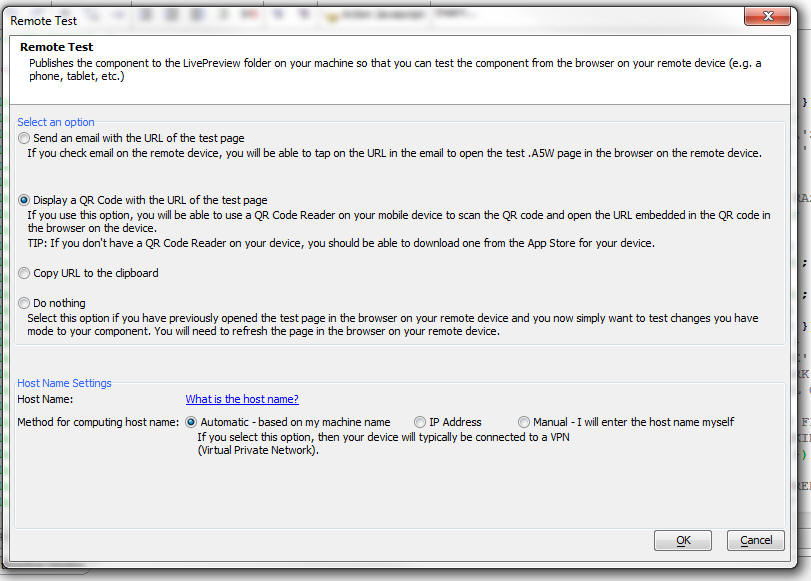 Remote Test
Remote Test
Publishes the component to the LivePreview folder on your machine so that you can test the component from the browser on your remote device (e.g. a
phone, tablet, etc.)
Select an option
Send an email with the URL of the test page
If you check email on the remote device, you will be able to tap on the URL in the email to open the test .A5W page in the browser on the remote device.
Display a QR Code with the URL of the test page
If you use this option, you will be able to use a QR Code Reader on your mobile device to scan the QR code and open the URL embedded in the QR code in
the browser on the device.
TIP: If you don't have a QR Code Reader on your device, you should be able to download one from the App Store for your device.
Copy URL to the clipboard
Do nothing
Select this option if you have previously opened the test page in the browser on your remote device and you now simply want to test changes you have
mode to your component. You will need to refresh the page in the browser on your remote device.
Host Name Settings
Host Name: What is the host name?
Method for computing host name: Automatic - based on my machine name IP Address Manual - I will enter the host name myself
If you select this option, then your device will typically be connected to a VPN
(Virtual Private Network).
OK Cancel